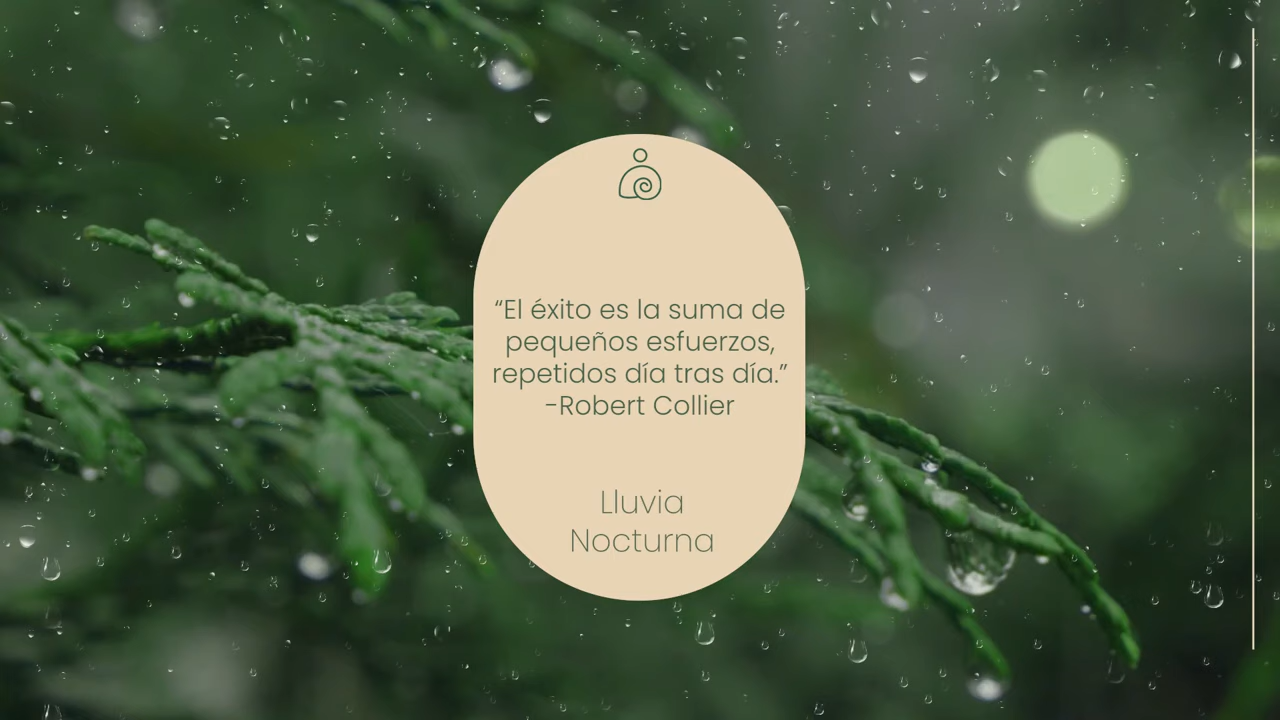 “El éxito es la suma de
pequeños esfuerzos,
repetidos día tras día.”
-Robert Collier
Lluvia
Nocturna